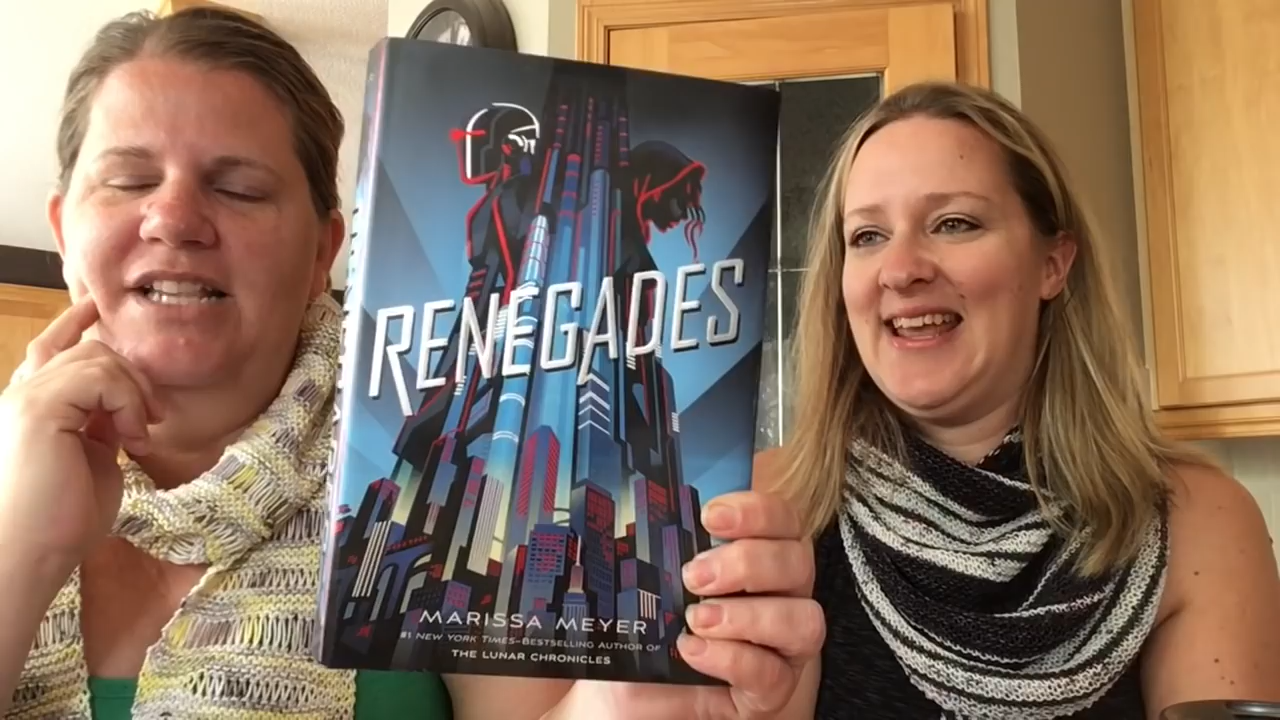 RENEGADES
MARISSA MEYER
#1 NEW YORK TIMES–BESTSELLING AUTHOR OF
THE LUNAR CHRONICLES